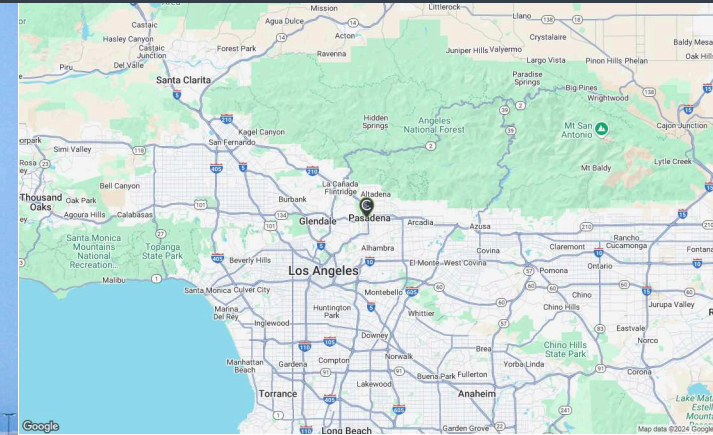 Mission
Littlerock
Agua Dulce
Llano
Castaic
Acton
Crystalaire
Hasley Canyon
Castaic
Junction
Forest Park
Ravenna
Juniper Hills
Valyermo
Pinon Hills
Phelan
Baldy Mesa
Oak Hill
Piru
Del Valle
Largo Vista
Santa Clarita
Paradise
Springs
Big Pines
Wrightwood
Hidden
Springs
Angeles
National Forest
Mt San
Antonio
Cajon Junction
Kagel Canyon
San Fernando
Simi Valley
Lytle Creek
Mt Baldy
Bell Canyon
La Cañada
Flintridge
Altadena
Thousand
Oaks
Oak Park
Burbank
Agoura Hills
Calabasas
Glendale
Pasadena
Arcadia
Azusa
Santa Monica
Mountains
National
Recreation...
Topanga
State Park
Alhambra
Covina
Claremont
Rancho
Cucamonga
Fontana
Beverly Hills
Los Angeles
El Monte
West Covina
Pomona
Ontario
Malibu
Santa Monica
Culver City
Montebello
Chino
Jurupa Valley
Marina
Del Rey
Huntington
Park
Whittier
Chino Hills
Inglewood
Downey
Eastvale
Norco
Manhattan
Beach
Gardena
Compton
Norwalk
Brea
Chino Hills
State Park
Yorba Linda
Corona
Lakewood
Buena Park
Fullerton
Torrance
Anaheim
Long Beach
Garden Grove
Google
Map data ©2024 Google